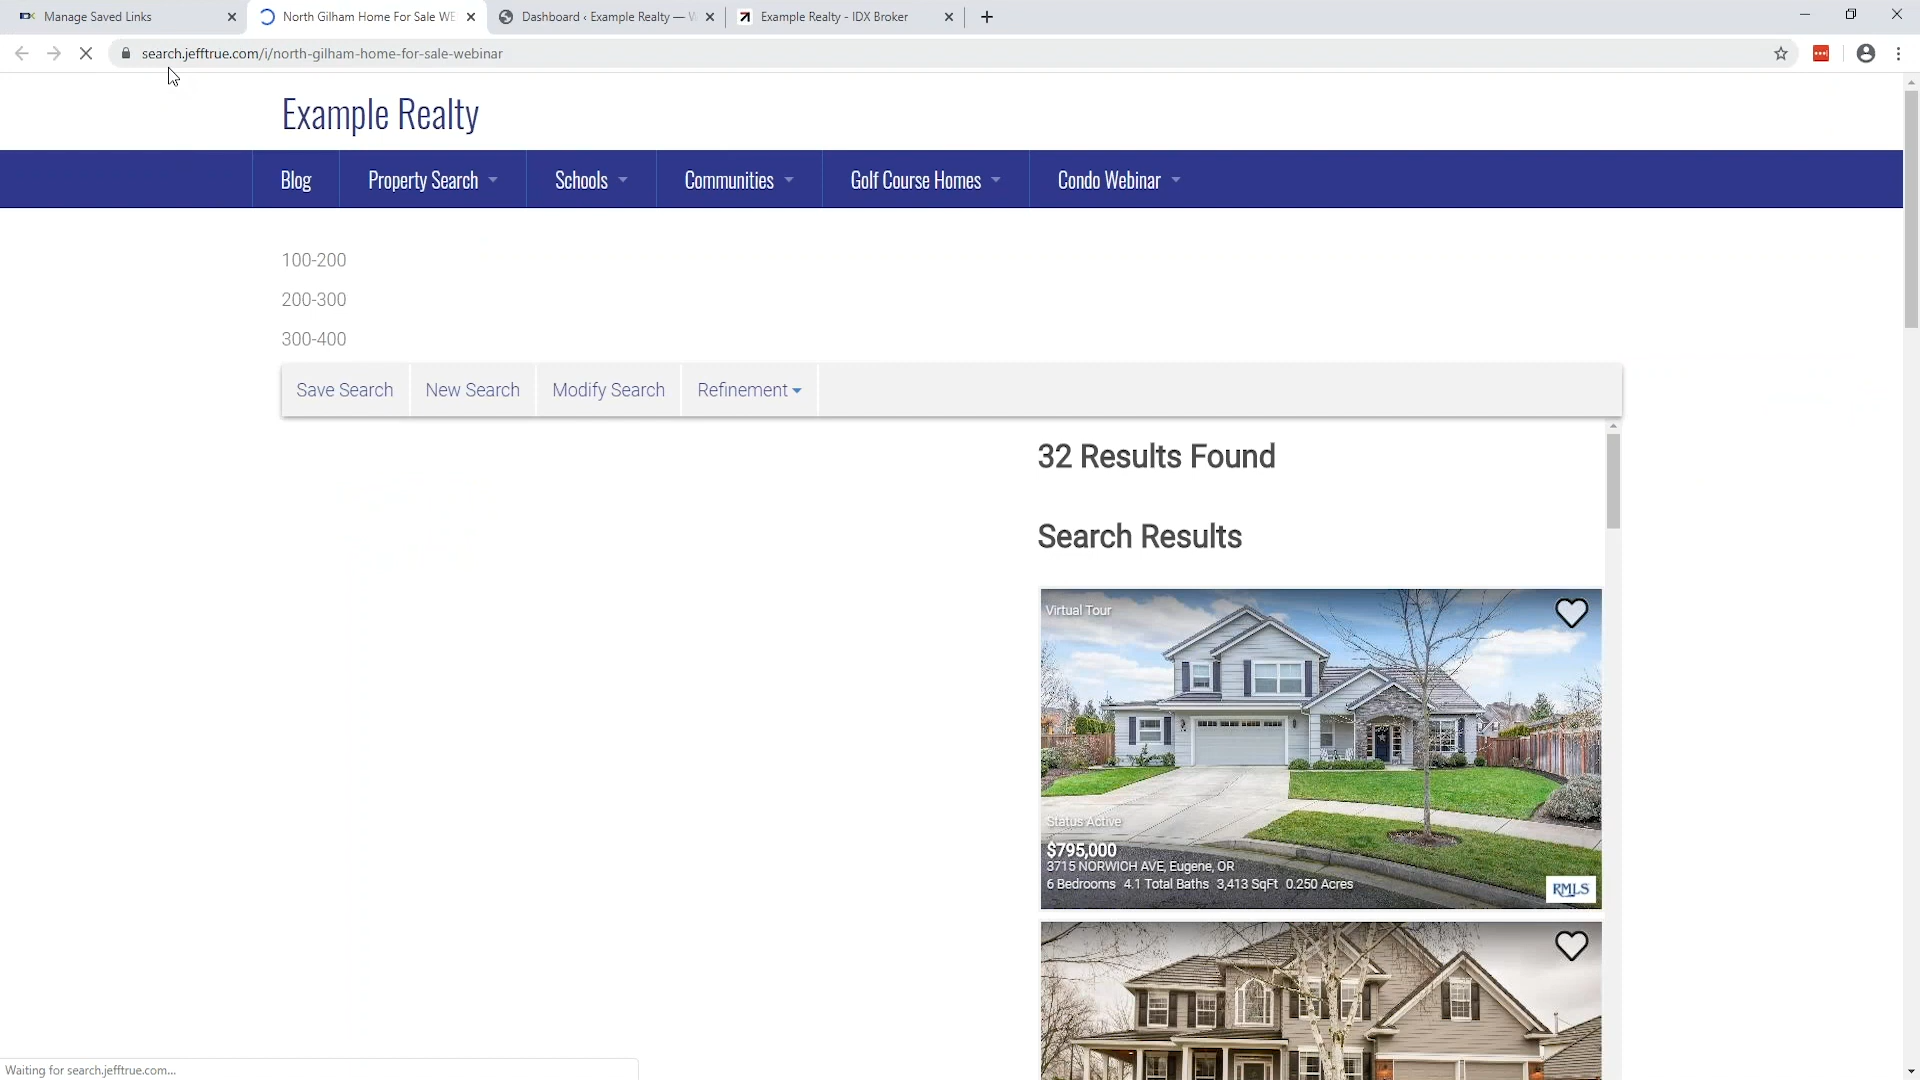 Manage Saved Links
North Gilham Home For Sale WE
Dashboard ‹ Example Realty — W
Example Realty - IDX Broker
search.jefftrue.com/i/north-gilham-home-for-sale-webinar
Example Realty
Blog
Property Search
Schools
Communities
Golf Course Homes
Condo Webinar
100-200
200-300
300-400
Save Search
New Search
Modify Search
Refinement
32 Results Found
Search Results
Virtual Tour
Status Active
$795,000
3715 NORWICH AVE, Eugene, OR
6 Bedrooms 4.1 Total Baths 3,413 SqFt 0.250 Acres
RMLS
Waiting for search.jefftrue.com...